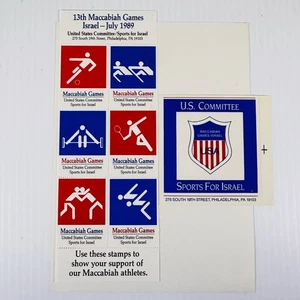 13th Maccabiah Games
Israel – July 1989
United States Committee/Sports for Israel
275 South 19th Street, Philadelphia, PA 19103
Maccabiah Games
United States Committee
Sports for Israel
Maccabiah Games
United States Committee
Sports for Israel
Maccabiah Games
United States Committee
Sports for Israel
Maccabiah Games
United States Committee
Sports for Israel
Maccabiah Games
United States Committee
Sports for Israel
Maccabiah Games
United States Committee
Sports for Israel
Use these stamps to
show your support of
our Maccabiah athletes.
U.S. COMMITTEE
USA
SPORTS FOR ISRAEL
275 SOUTH 19TH STREET, PHILADELPHIA, PA 19103